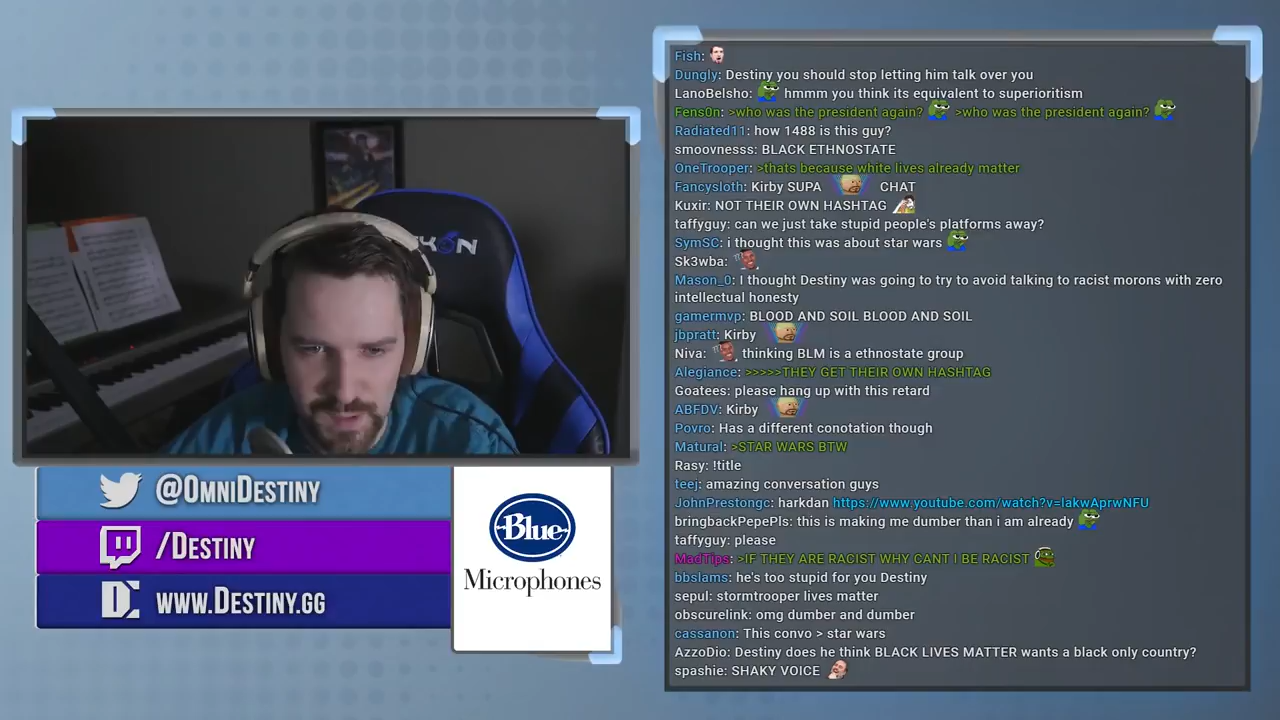 Fish:
Dungly: Destiny you should stop letting him talk over you
LanoBelsho: hmmm you think its equivalent to superioritism
Fens0n: >who was the president again? >who was the president again?
Radiated11: how 1488 is this guy?
smoovnesss: BLACK ETHNOSTATE
OneTrooper: >thats because white lives already matter
Fancysloth: Kirby SUPA CHAT
Kuxir: NOT THEIR OWN HASHTAG
taffyguy: can we just take stupid people's platforms away?
SymSC: i thought this was about star wars
Sk3wba:
Mason_0: I thought Destiny was going to try to avoid talking to racist morons with zero
intellectual honesty
gamermvp: BLOOD AND SOIL BLOOD AND SOIL
jbpratt: Kirby
Niva: thinking BLM is a ethnostate group
Alegiance: >>>>>THEY GET THEIR OWN HASHTAG
Goatees: please hang up with this retard
ABFDV: Kirby
Povro: Has a different conotation though
Matural: >STAR WARS BTW
Rasy: !title
teej: amazing conversation guys
JohnPrestongc: harkdan https://www.youtube.com/watch?v=lakwAprwNFU
bringbackPepePls: this is making me dumber than i am already
taffyguy: please
MadTips: >IF THEY ARE RACIST WHY CANT I BE RACIST
bbslams: he's too stupid for you Destiny
sepul: stormtrooper lives matter
obscurelink: omg dumber and dumber
cassanon: This convo > star wars
AzzoDio: Destiny does he think BLACK LIVES MATTER wants a black only country?
spashie: SHAKY VOICE
@OmniDestiny
/Destiny
www.Destiny.gg
Blue
Microphones